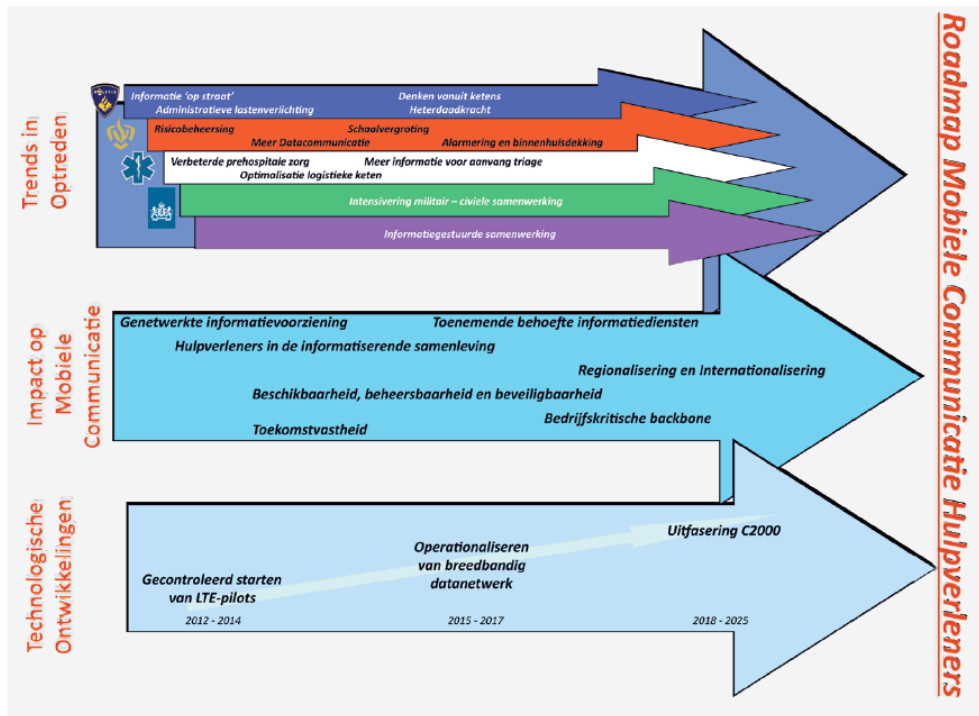 Roadmap Mobiele Communicatie Hulpverleners
Trends in
Optreden
POLITIE
Informatie ‘op straat’
Denken vanuit ketens
Administratieve lastenverlichting
Heterdaadkracht
Risicobeheersing
Schaalvergroting
Meer Datacommunicatie
Alarmering en binnenhuisdekking
Verbeterde prehospitale zorg
Meer informatie voor aanvang triage
Optimalisatie logistieke keten
Intensivering militair – civiele samenwerking
Informatiegestuurde samenwerking
Impact op
Mobiele
Communicatie
Genetwerkte informatievoorziening
Toenemende behoefte informatiediensten
Hulpverleners in de informatiserende samenleving
Regionalisering en Internationalisering
Beschikbaarheid, beheersbaarheid en beveiligbaarheid
Bedrijfskritische backbone
Toekomstvastheid
Technologische
Ontwikkelingen
Gecontroleerd starten
van LTE-pilots
2012 - 2014
Operationaliseren
van breedbandig
datanetwerk
2015 - 2017
Uitfasering C2000
2018 - 2025